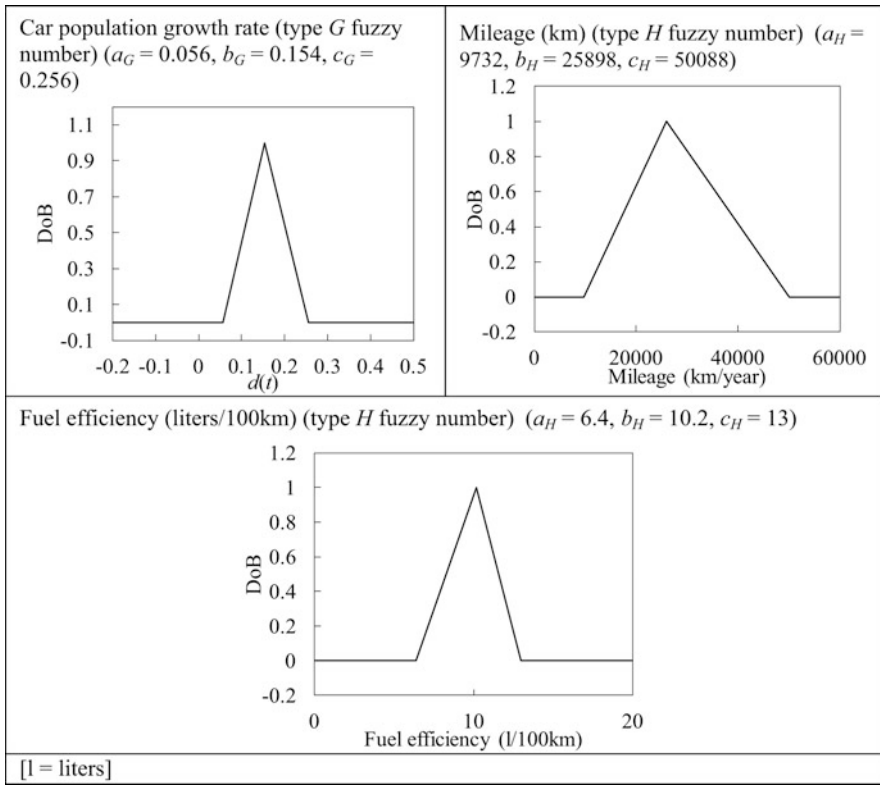 Car population growth rate (type G fuzzy
number) (aG = 0.056, bG = 0.154, cG =
0.256)
1.1
0.9
0.7
0.5
0.3
0.1
-0.1
DoB
-0.2 -0.1 0 0.1 0.2 0.3 0.4 0.5
d(t)
Mileage (km) (type H fuzzy number) (aH =
9732, bH = 25898, cH = 50088)
1.2
1
0.8
0.6
0.4
0.2
0
-0.2
DoB
0 20000 40000 60000
Mileage (km/year)
Fuel efficiency (liters/100km) (type H fuzzy number) (aH = 6.4, bH = 10.2, cH = 13)
1.2
1
0.8
0.6
0.4
0.2
0
-0.2
DoB
0 10 20
Fuel efficiency (l/100km)
[l = liters]